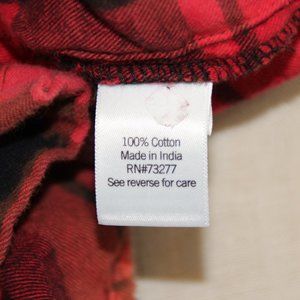 100% Cotton
Made in India
RN#73277
See reverse for care